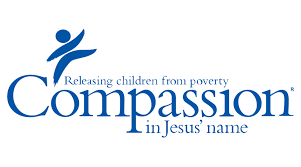 Releasing children from poverty
Compassion®
in Jesus' name